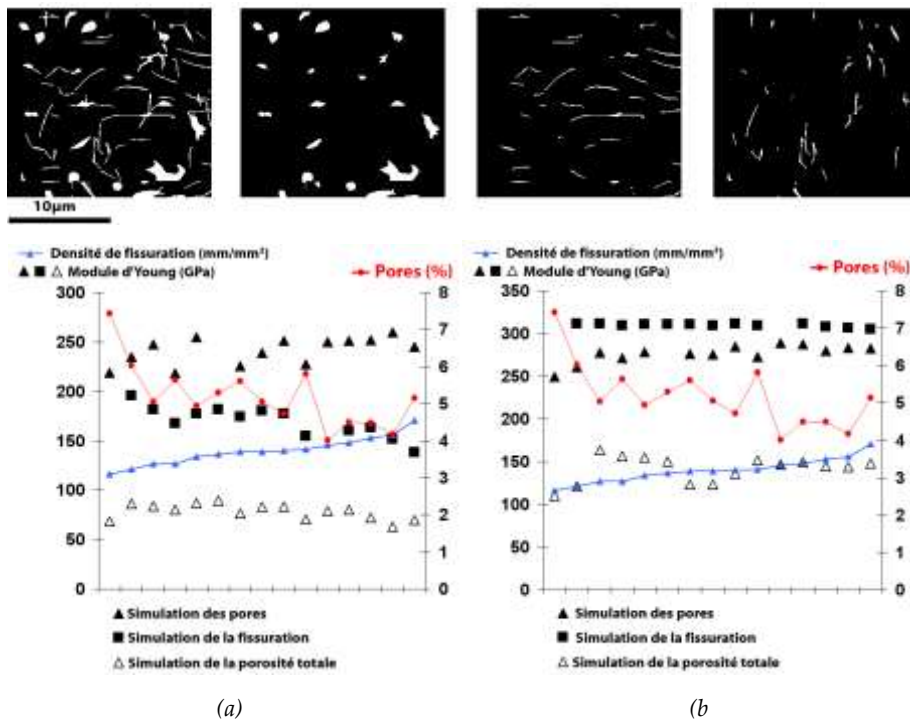 10µm
Densité de fissuration (mm/mm²)
Module d'Young (GPa)
Pores (%)
300
250
200
150
100
50
0
8
7
6
5
4
3
2
1
0
Simulation des pores
Simulation de la fissuration
Simulation de la porosité totale
(a)
Densité de fissuration (mm/mm²)
Module d'Young (GPa)
Pores (%)
350
300
250
200
150
100
50
0
8
7
6
5
4
3
2
1
0
Simulation des pores
Simulation de la fissuration
Simulation de la porosité totale
(b